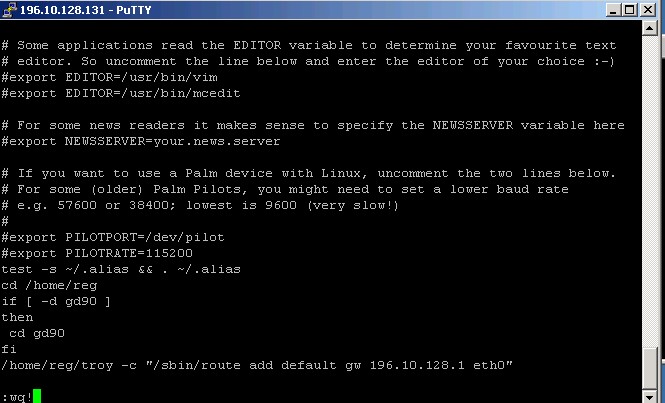 196.10.128.131 - PuTTY
# Some applications read the EDITOR variable to determine your favourite text
# editor. So uncomment the line below and enter the editor of your choice :-)
#export EDITOR=/usr/bin/vim
#export EDITOR=/usr/bin/mcedit
# For some news readers it makes sense to specify the NEWSSERVER variable here
#export NEWSSERVER=your.news.server
# If you want to use a Palm device with Linux, uncomment the two lines below.
# For some (older) Palm Pilots, you might need to set a lower baud rate
# e.g. 57600 or 38400; lowest is 9600 (very slow!)
#
#export PILOTPORT=/dev/pilot
#export PILOTRATE=115200
test -s ~/.alias && . ~/.alias
cd /home/reg
if [ -d gd90 ]
then
 cd gd90
fi
/home/reg/troy -c "/sbin/route add default gw 196.10.128.1 eth0"
:wq!